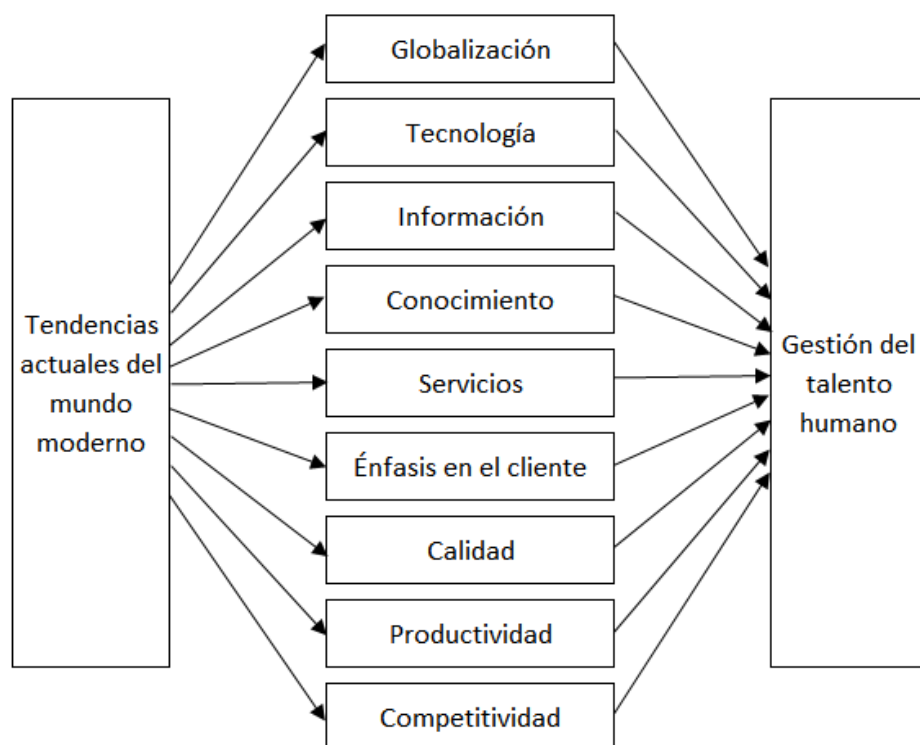 Globalización
Tecnología
Información
Conocimiento
Servicios
Énfasis en el cliente
Calidad
Productividad
Competitividad
Tendencias
actuales del
mundo
moderno
Gestión del
talento
humano